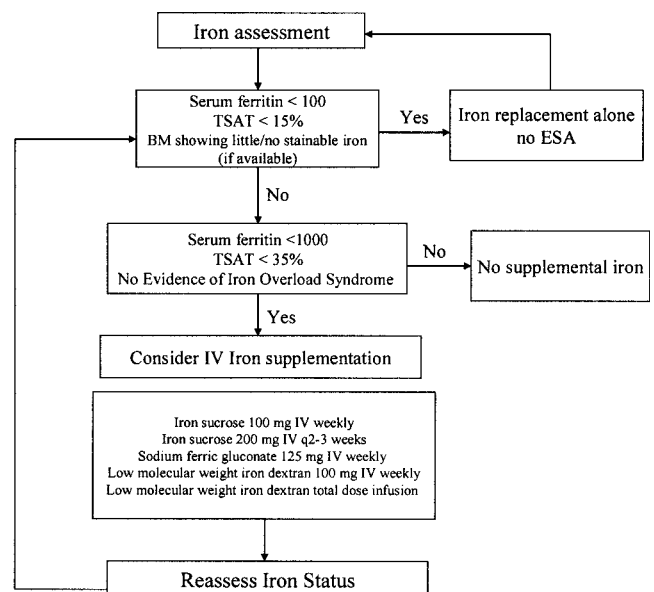 Iron assessment
Serum ferritin < 100
TSAT < 15%
BM showing little/no stainable iron
(if available)
Yes
Iron replacement alone
no ESA
No
Serum ferritin <1000
TSAT < 35%
No Evidence of Iron Overload Syndrome
No
No supplemental iron
Yes
Consider IV Iron supplementation
Iron sucrose 100 mg IV weekly
Iron sucrose 200 mg IV q2-3 weeks
Sodium ferric gluconate 125 mg IV weekly
Low molecular weight iron dextran 100 mg IV weekly
Low molecular weight iron dextran total dose infusion
Reassess Iron Status